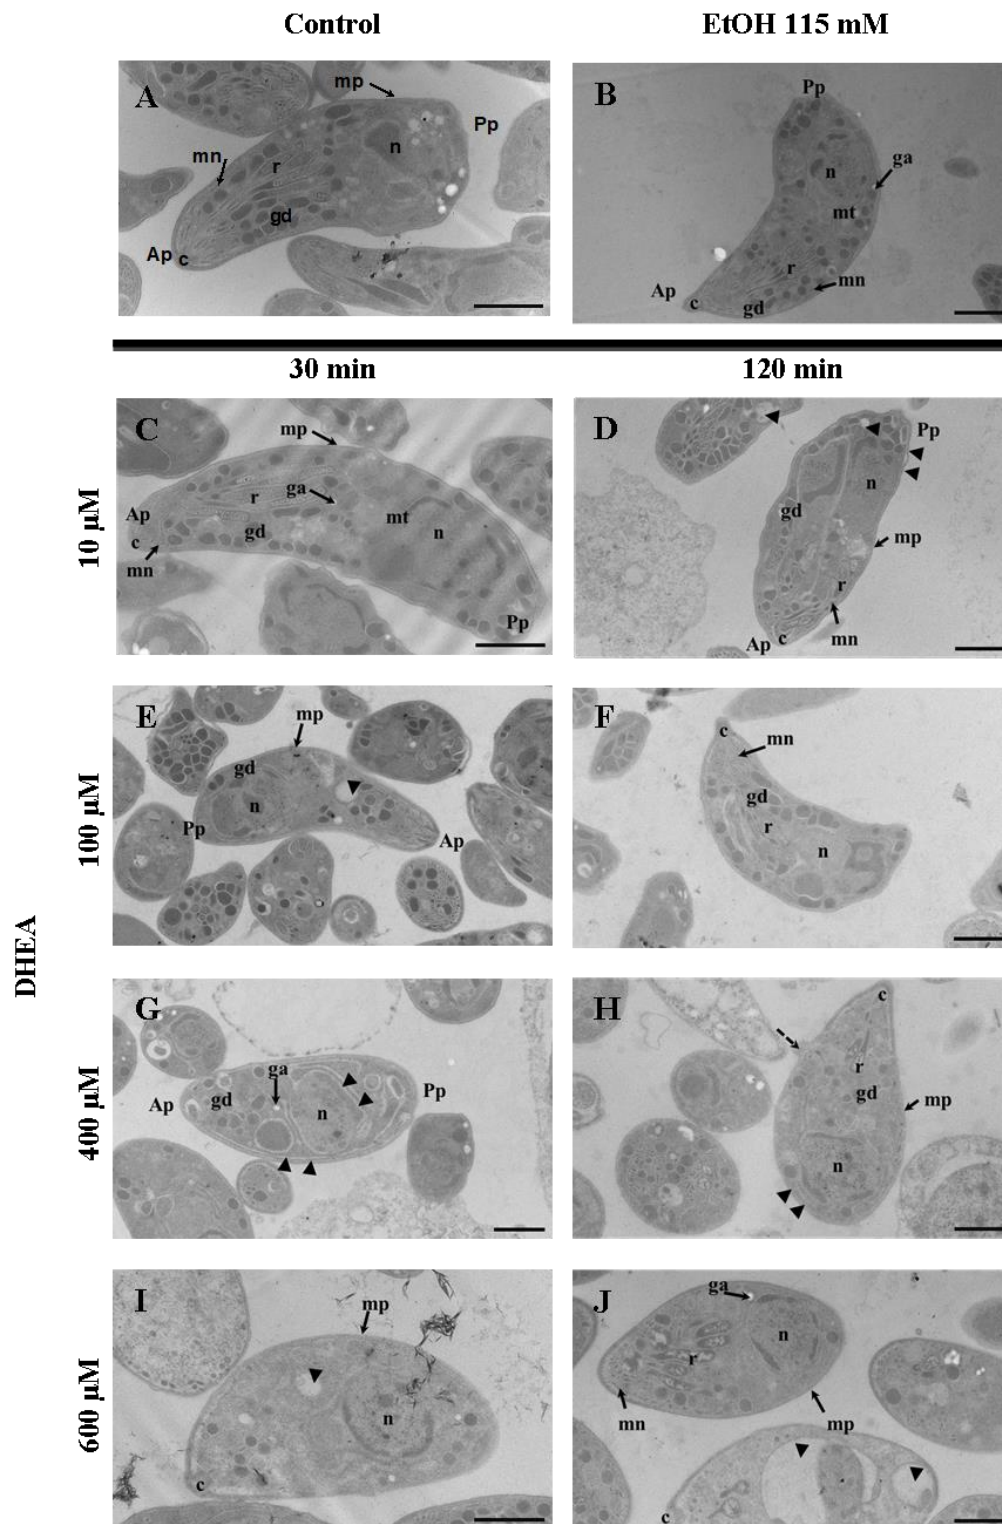 Control
EtOH 115 mM
A
mp
Pp
n
mn
r
gd
Ap c
B
Pp
n
ga
mt
r
mn
Ap
c
gd
30 min
120 min
10 µM
C
mp
r
ga
Ap
gd
mt
n
c
mn
Pp
D
Pp
n
gd
mp
r
c
Ap
mn
100 µM
E
mp
gd
n
Pp
Ap
F
c
mn
gd
r
n
DHEA
400 µM
G
ga
Ap
gd
n
Pp
H
c
r
gd
mp
n
600 µM
I
mp
n
c
J
ga
n
r
mn
mp
c